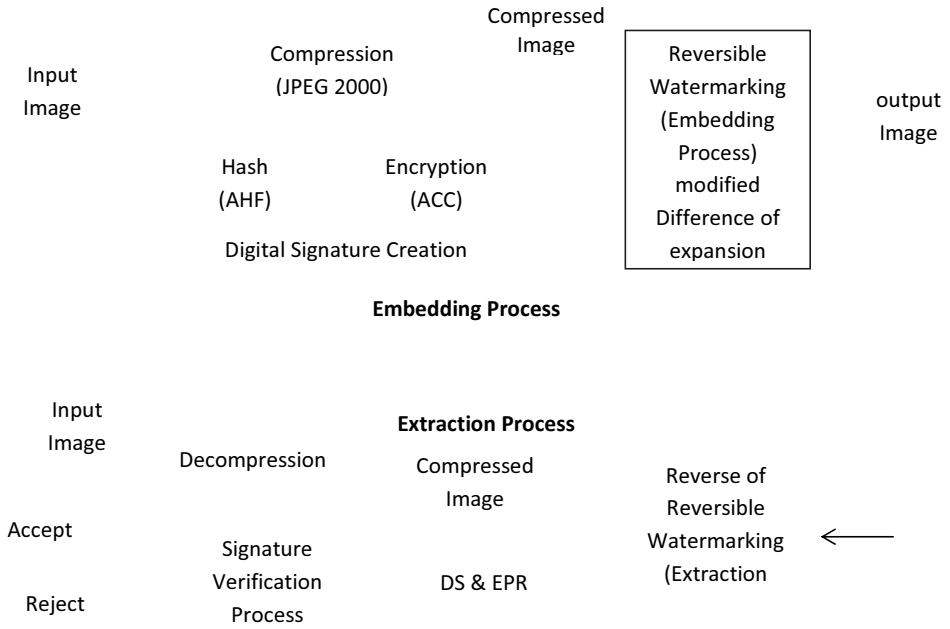 Input
Image
Compression
(JPEG 2000)
Compressed
Image
Hash
(AHF)
Encryption
(ACC)
Digital Signature Creation
Reversible
Watermarking
(Embedding
Process)
modified
Difference of
expansion
output
Image
Embedding Process
Extraction Process
Input
Image
Decompression
Compressed
Image
Reverse of
Reversible
Watermarking
(Extraction
Accept
Reject
Signature
Verification
Process
DS & EPR